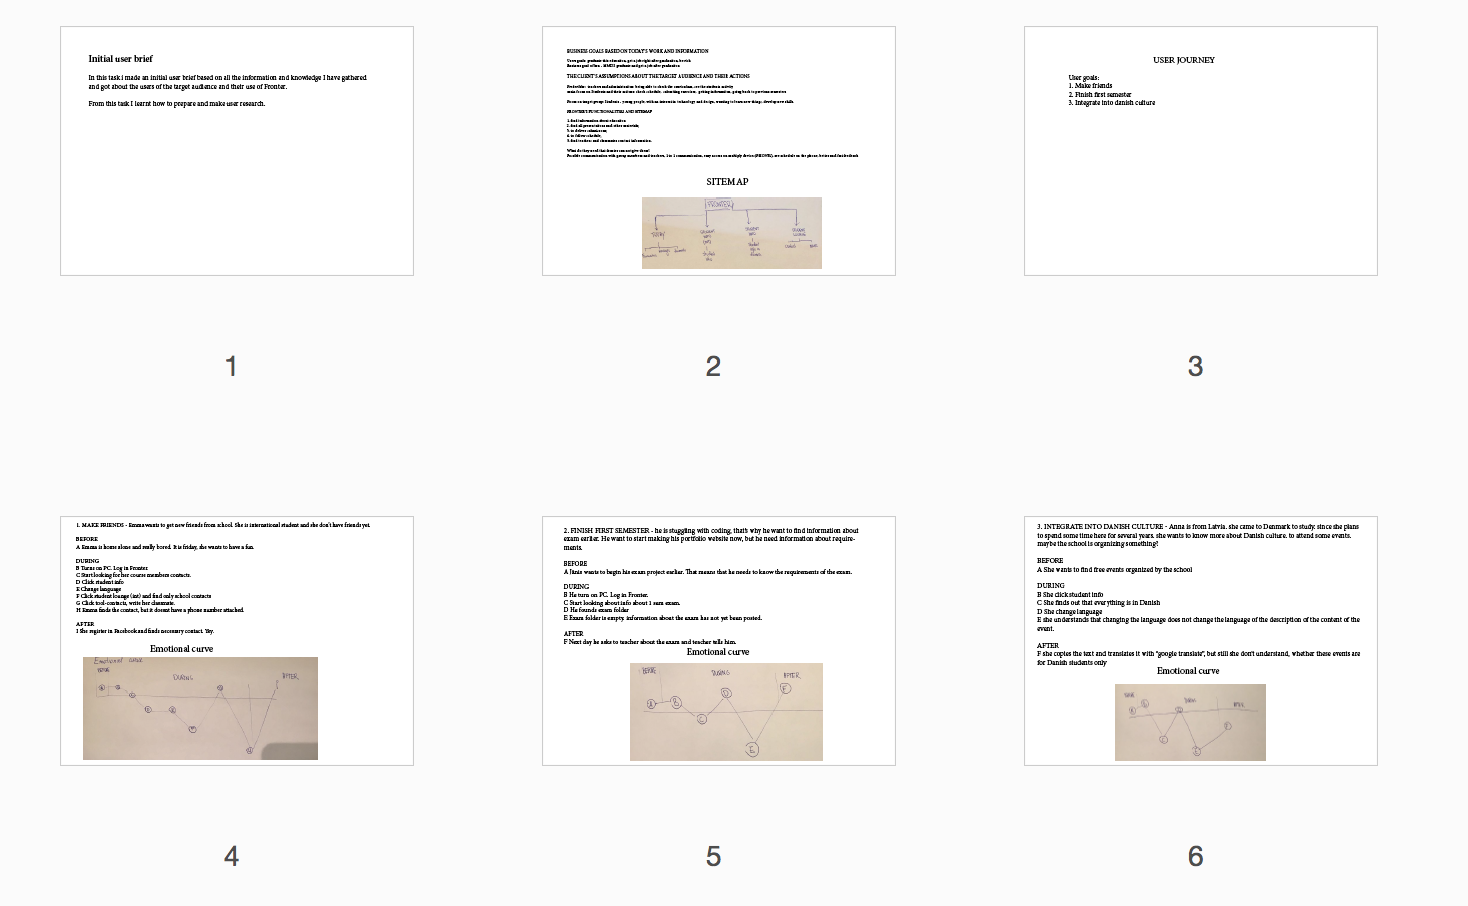 Initial user brief
In this task i made an initial user brief based on all the information and knowledge I have gathered
and got about the users of the target audience and their use of Fronter.
From this task I learnt how to prepare and make user research.
1
BUSINESS GOALS BASED ON TODAY'S WORK AND INFORMATION
THE CLIENT'S ASSUMPTIONS ABOUT THE TARGET AUDIENCE AND THEIR ACTIONS
FRONTER'S FUNCTIONALITIES AND SITEMAP
SITEMAP
FRONTER
2
USER JOURNEY
User goals:
1. Make friends
2. Finish first semester
3. Integrate into danish culture
3
1. MAKE FRIENDS - Emma wants to get new friends from school. She is international student and she don't have friends yet.
BEFORE
A Emma is home alone and really bored. It is friday, she wants to have a fun.
DURING
B Turns on PC. Log in Fronter
C Start looking for her course members contacts.
D Click student info
E Change language
F Click student lounge (int) and find only school contacts
G Click tool-contacts, write her classmate.
H Emma finds the contact, but it doesnt have a phone number attached.
AFTER
I She register in Facebook and finds necessary contact. Yay.
Emotional curve
Emotional curve
BEFORE
DURING
AFTER
4
2. FINISH FIRST SEMESTER - he is stuggling with coding, that's why he want to find information about
exam earlier. He want to start making his portfolio website now, but he need information about require-
ments.
BEFORE
A Jānis wants to begin his exam project earlier. That means that he needs to know the requirements of the exam.
DURING
B He turn on PC. Log in Fronter.
C Start looking about info about 1 sem exam.
D He founds exam folder
E Exam folder is empty. information about the exam has not yet been posted.
AFTER
F Next day he asks to teacher about the exam and teacher tells him.
Emotional curve
BEFORE
DURING
AFTER
A
B
C
D
E
F
5
3. INTEGRATE INTO DANISH CULTURE - Anna is from Latvia. she came to Denmark to study. since she plans
to spend some time here for several years. she wants to know more about Danish culture. to attend some events.
maybe the school is organizing something?
BEFORE
A She wants to find free events organized by the school
DURING
B She click student info
C She finds out that everything is in Danish
D She change language
E she understands that changing the language does not change the language of the description of the content of the
event.
AFTER
F she copies the text and translates it with "google translate", but still she don't understand, whether these events are
for Danish students only
Emotional curve
6